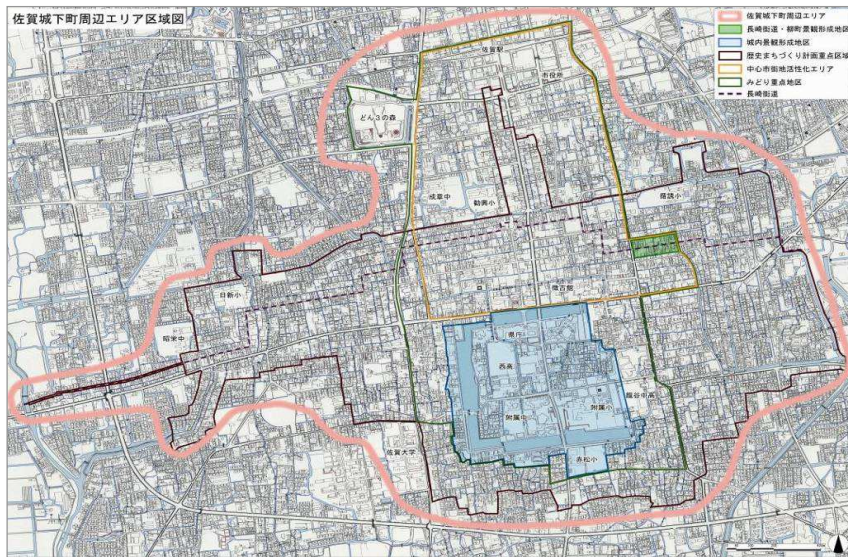 佐賀城下町周辺エリア区域図
佐賀城下町周辺エリア
長崎街道・柳町景観形成地区
城内景観形成地区
歴史まちづくり計画重点区域
中心市街地活性化エリア
みどり重点地区
長崎街道
佐賀駅
市役所
どん3の森
成章中
勧興小
循誘小
日新小
徴古館
昭栄中
県庁
西高
龍谷中高
附属中
附属小
佐賀大学
赤松小